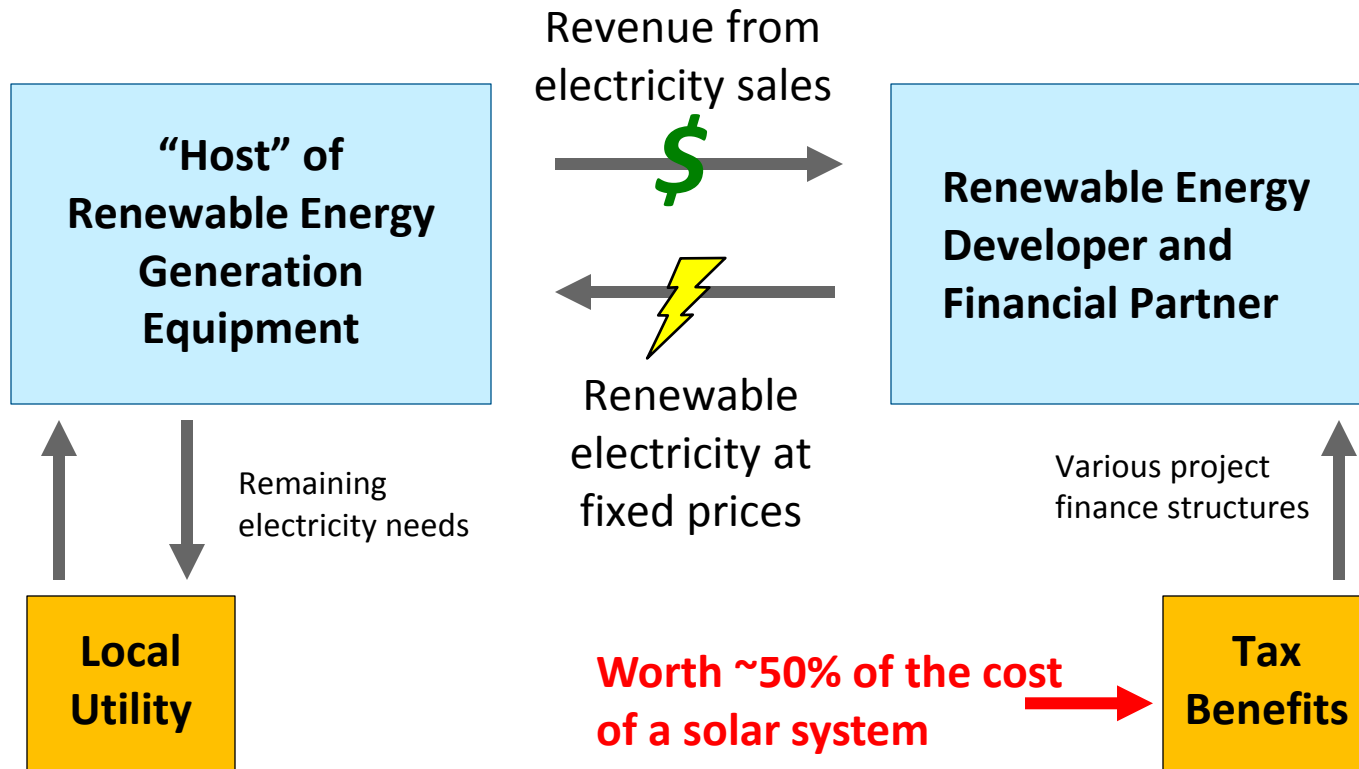 Revenue from
electricity sales
$
“Host” of
Renewable Energy
Generation
Equipment
Renewable Energy
Developer and
Financial Partner
Renewable
electricity at
fixed prices
Remaining
electricity needs
Various project
finance structures
Local
Utility
Worth ~50% of the cost
of a solar system
Tax
Benefits